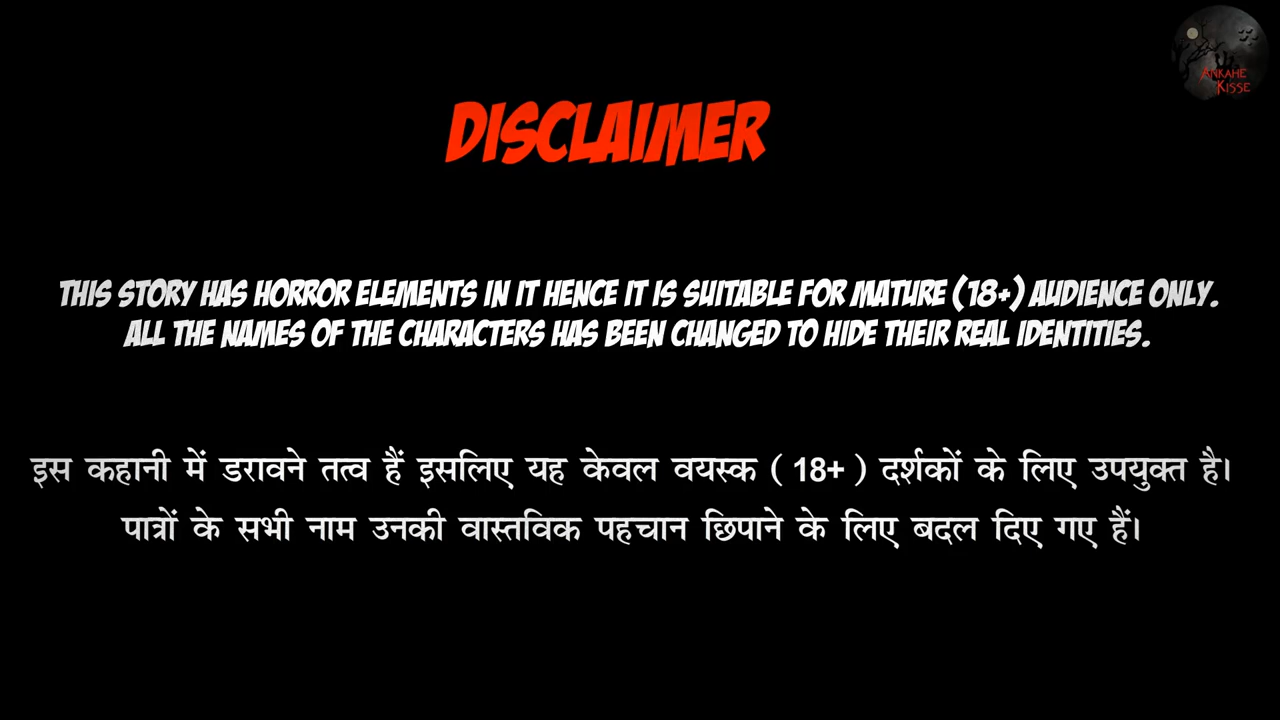 ANKAHE
KISSE
DISCLAIMER
THIS STORY HAS HORROR ELEMENTS IN IT HENCE IT IS SUITABLE FOR MATURE (18+) AUDIENCE ONLY.
ALL THE NAMES OF THE CHARACTERS HAS BEEN CHANGED TO HIDE THEIR REAL IDENTITIES.
इस कहानी में डरावने तत्व हैं इसलिए यह केवल वयस्क ( 18+ ) दर्शकों के लिए उपयुक्त है।
पात्रों के सभी नाम उनकी वास्तविक पहचान छिपाने के लिए बदल दिए गए हैं।